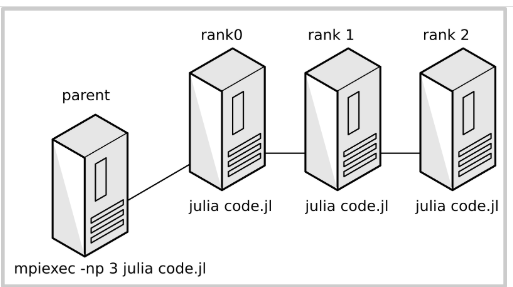 rank0
rank 1
rank 2
parent
julia code.jl
julia code.jl
julia code.jl
mpiexec -np 3 julia code.jl